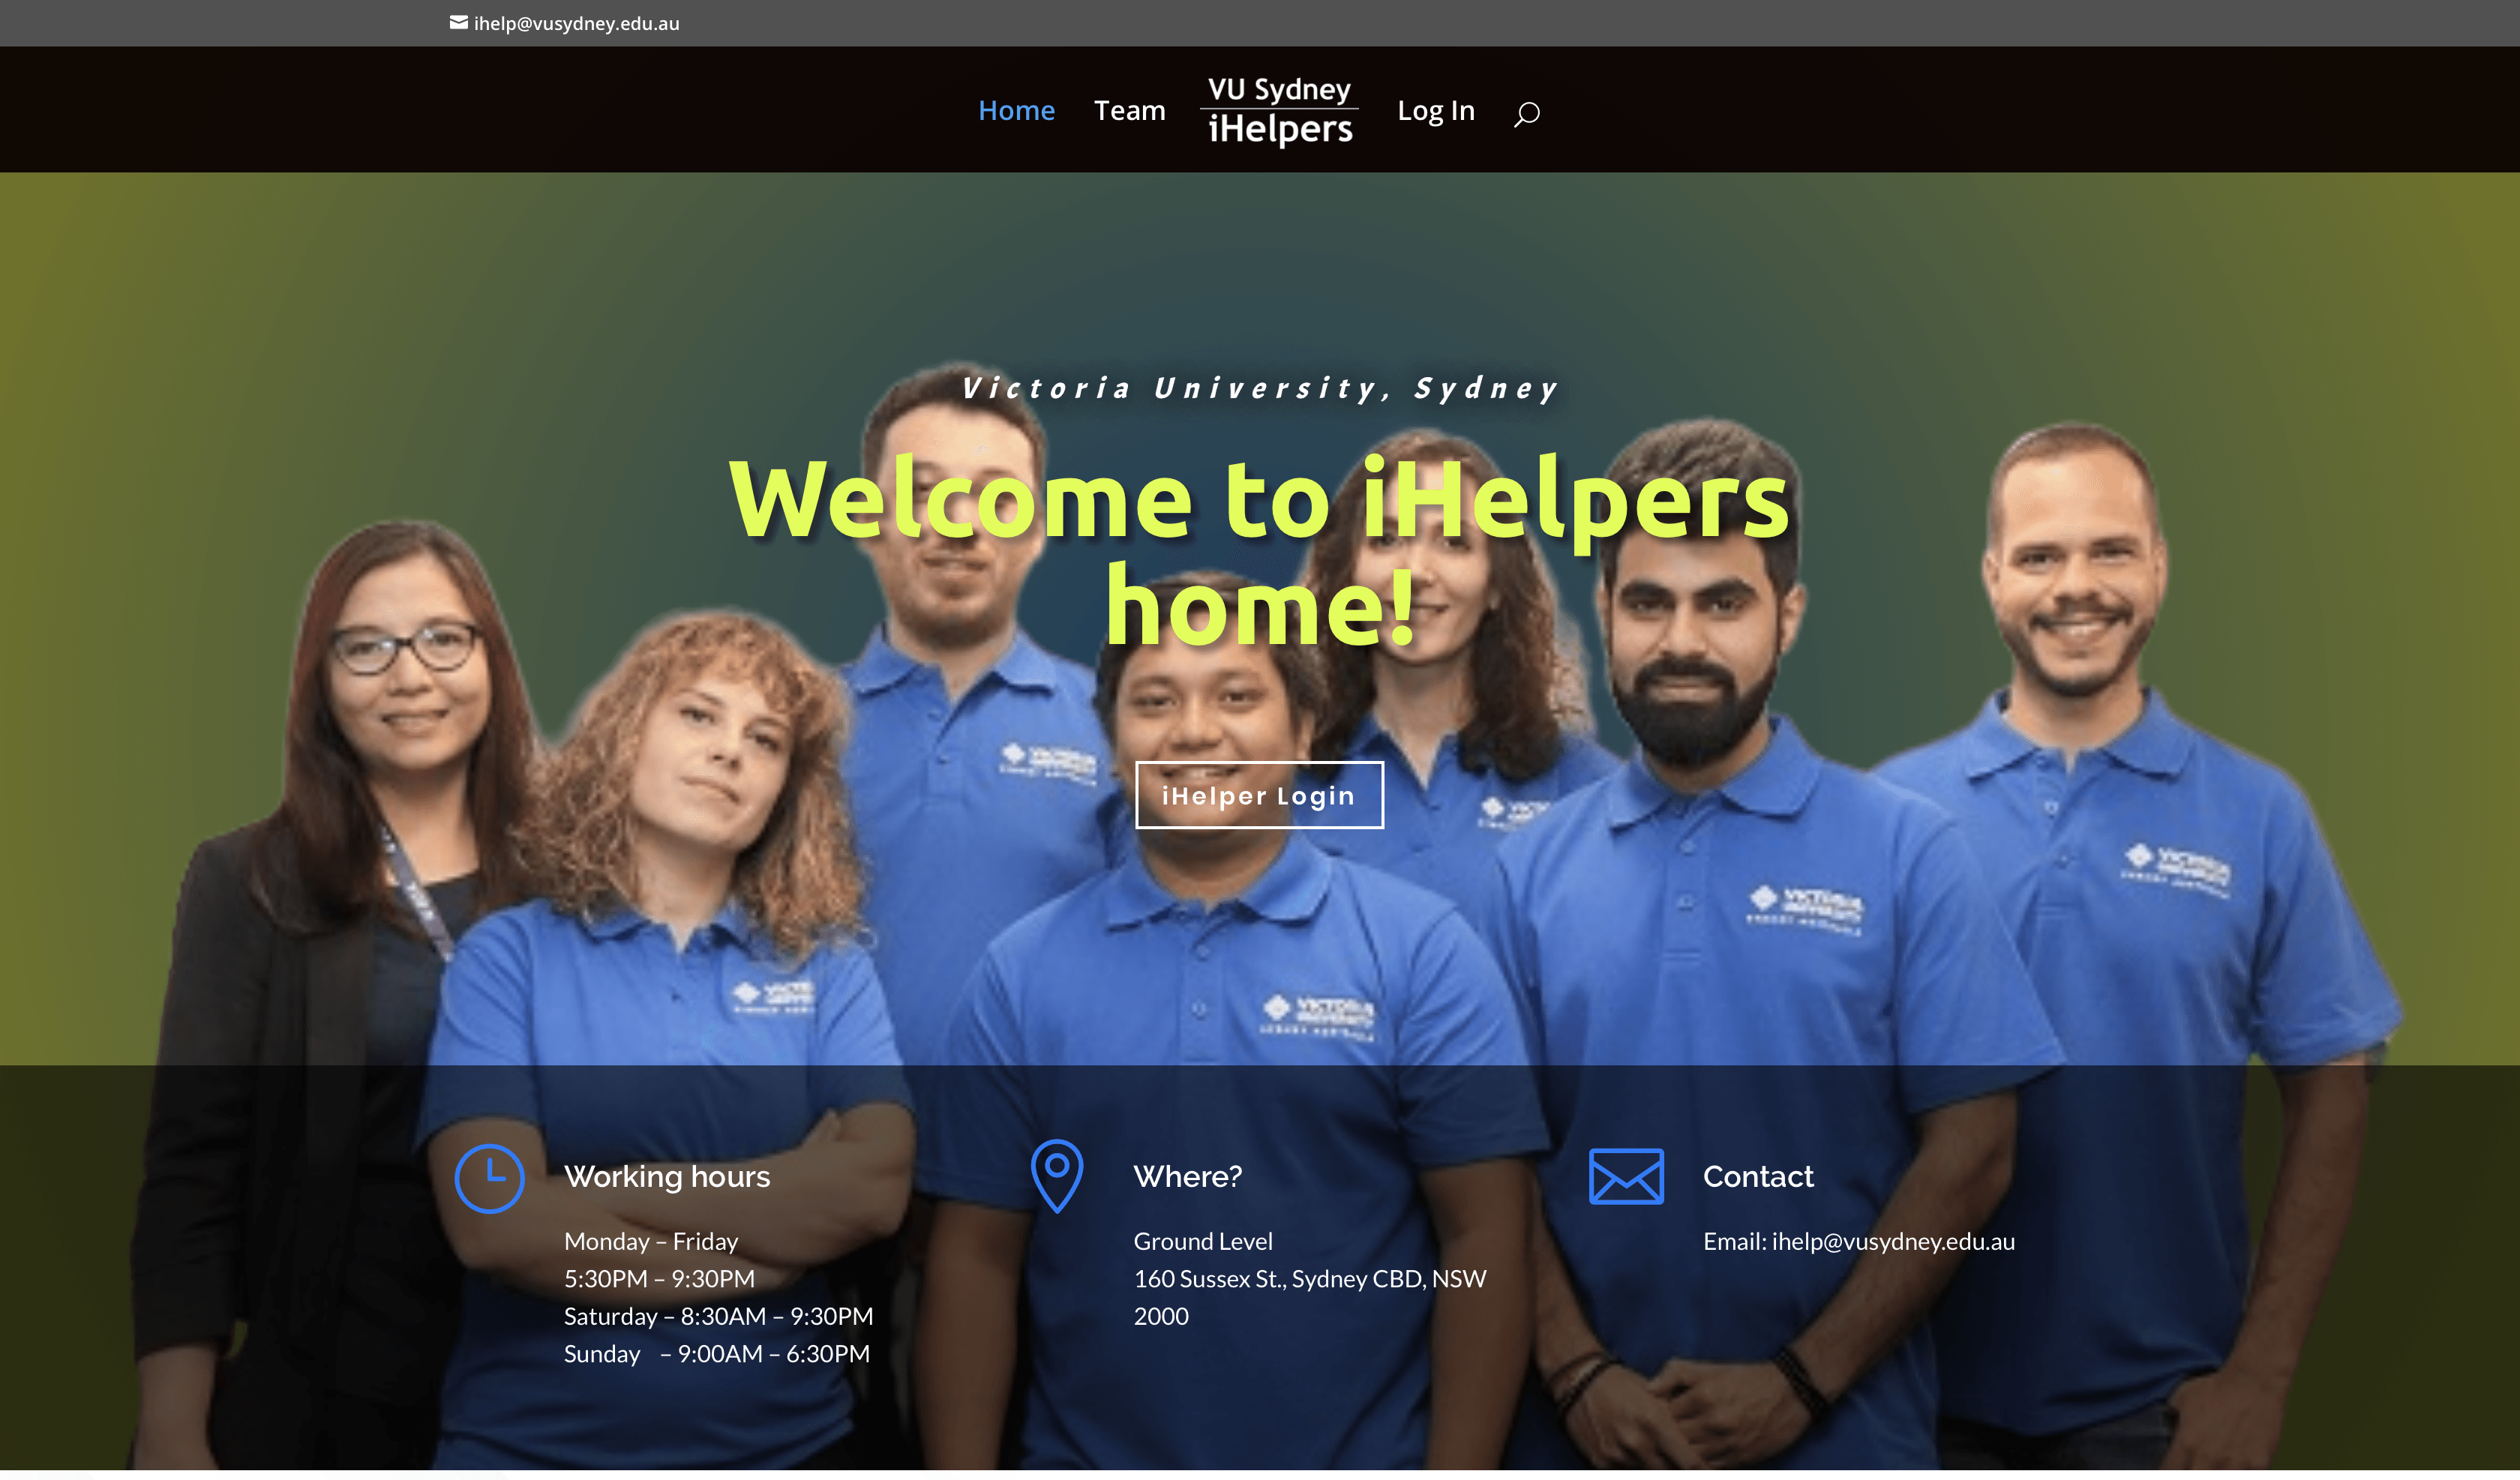 ihelp@vusydney.edu.au
Home
Team
VU Sydney
iHelpers
Log In
Victoria University, Sydney
Welcome to iHelpers
home!
iHelper Login
VICTORIA
UNIVERSITY
Working hours
Monday – Friday
5:30PM – 9:30PM
Saturday – 8:30AM – 9:30PM
Sunday – 9:00AM – 6:30PM
Where?
Ground Level
160 Sussex St., Sydney CBD, NSW
2000
Contact
Email: ihelp@vusydney.edu.au